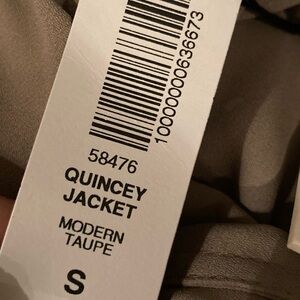 1000000636673
58476
QUINCEY
JACKET
MODERN
TAUPE
S